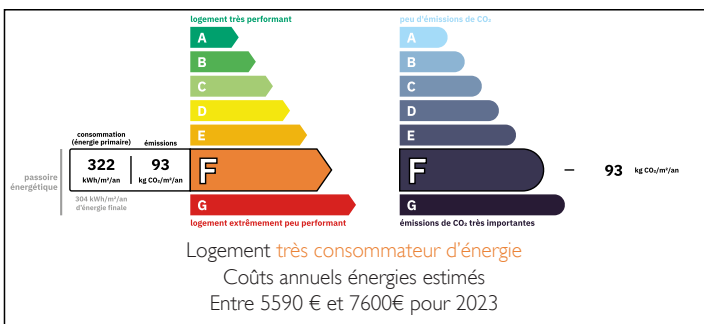 logement très performant
peu d'émissions de CO₂
A
B
C
D
E
consommation
(énergie primaire)
émissions
322
kWh/m²/an
93
kg CO₂/m²/an
F
G
passoire
énergétique
304 kWh/m²/an
d'énergie finale
logement extrêmement peu performant
A
B
C
D
E
F
93
kg CO₂/m²/an
G
émissions de CO₂ très importantes
Logement très consommateur d'énergie
Coûts annuels énergies estimés
Entre 5590 € et 7600€ pour 2023